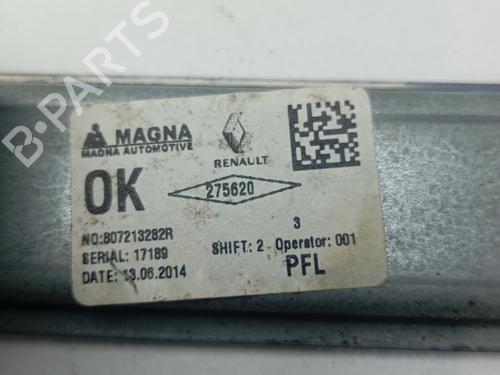 B-PARTS
MAGNA
MAGNA AUTOMOTIVE
RENAULT
OK
275620
3
NO:807213282R
SHIFT: 2 - Operator: 001
SERIAL: 17189
PFL
DATE: 13.06.2014